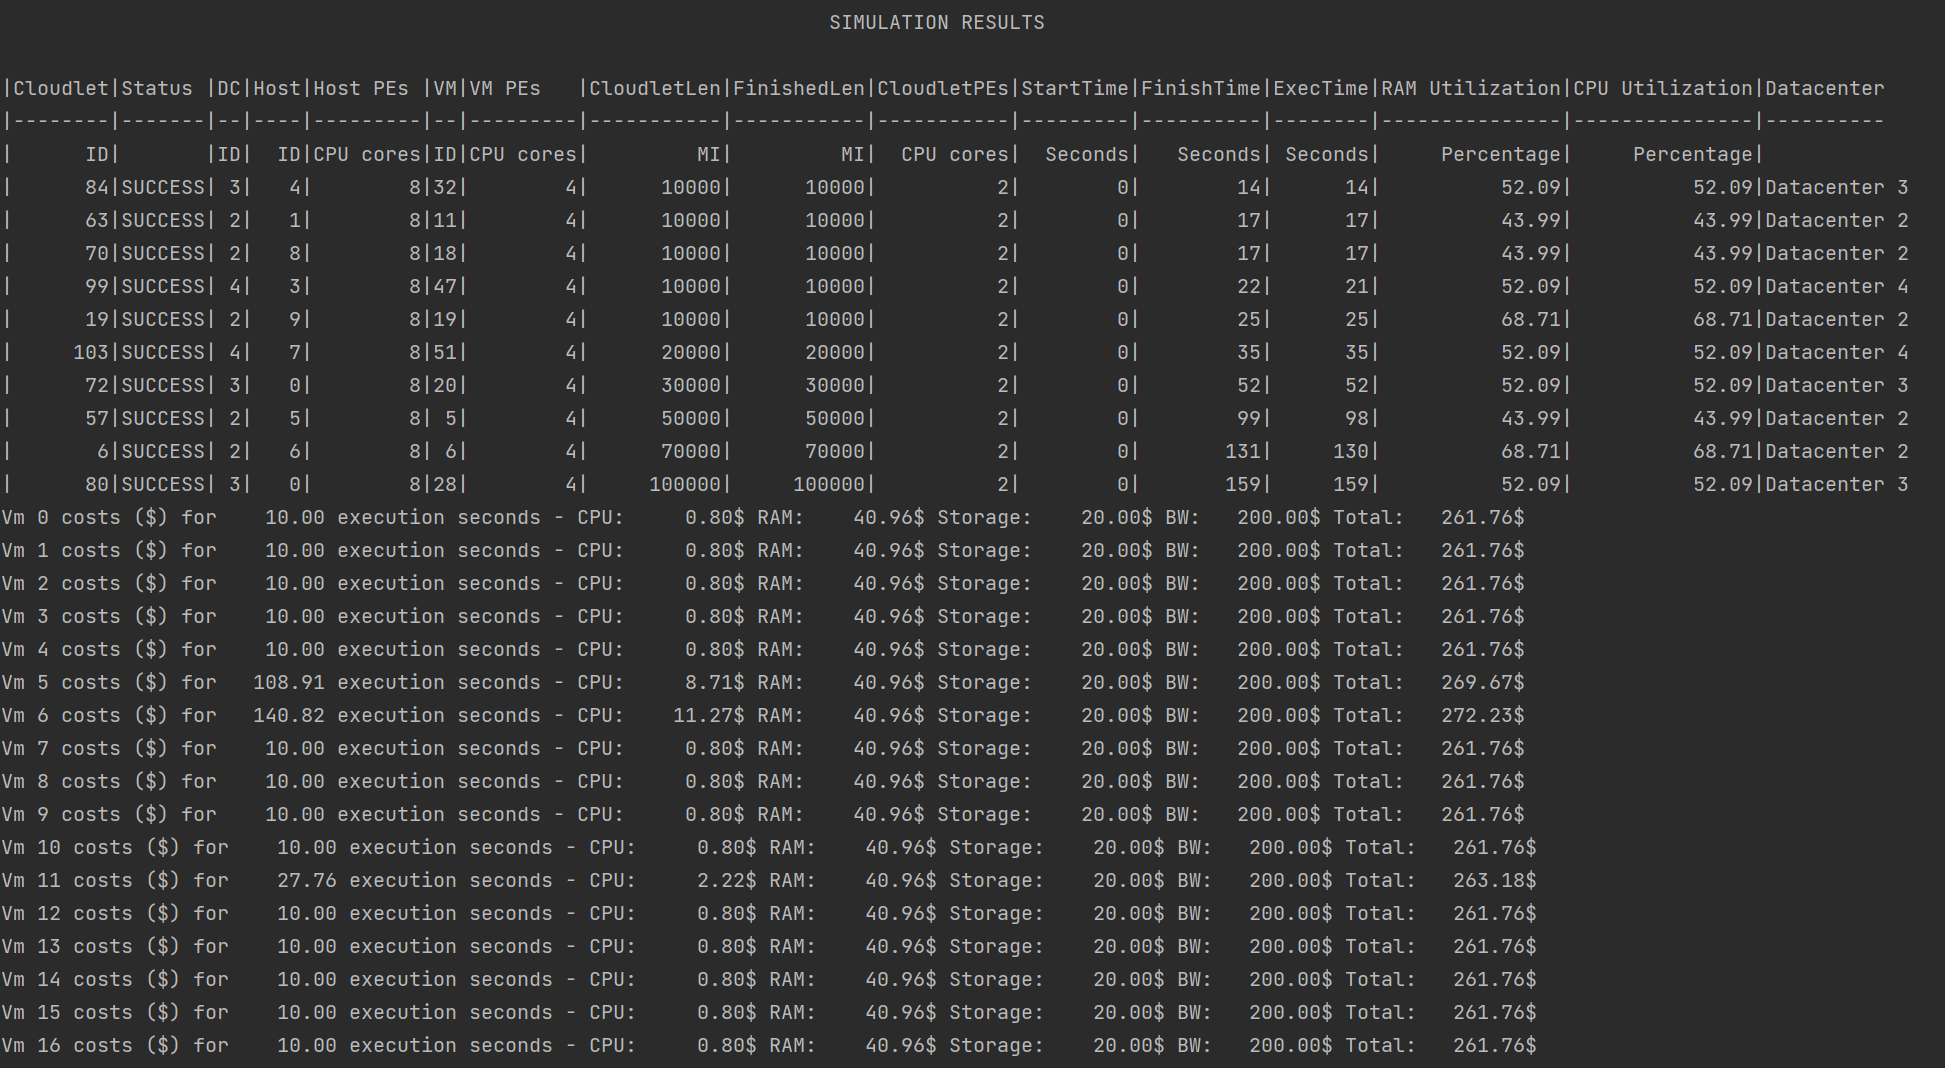 SIMULATION RESULTS
|Cloudlet|Status |DC|Host|Host PEs |VM|VM PEs   |CloudletLen|FinishedLen|CloudletPEs|StartTime|FinishTime|ExecTime|RAM Utilization|CPU Utilization|Datacenter
|--------|-------|--|----|---------|--|---------|-----------|-----------|-----------|---------|----------|--------|---------------|---------------|----------
|      ID|       |ID|  ID|CPU cores|ID|CPU cores|         MI|         MI|  CPU cores|  Seconds|   Seconds| Seconds|     Percentage|     Percentage|
|      84|SUCCESS| 3|   4|        8|32|        4|      10000|      10000|          2|        0|        14|      14|          52.09|          52.09|Datacenter 3
|      63|SUCCESS| 2|   1|        8|11|        4|      10000|      10000|          2|        0|        17|      17|          43.99|          43.99|Datacenter 2
|      70|SUCCESS| 2|   8|        8|18|        4|      10000|      10000|          2|        0|        17|      17|          43.99|          43.99|Datacenter 2
|      99|SUCCESS| 4|   3|        8|47|        4|      10000|      10000|          2|        0|        22|      21|          52.09|          52.09|Datacenter 4
|      19|SUCCESS| 2|   9|        8|19|        4|      10000|      10000|          2|        0|        25|      25|          68.71|          68.71|Datacenter 2
|     103|SUCCESS| 4|   7|        8|51|        4|      20000|      20000|          2|        0|        35|      35|          52.09|          52.09|Datacenter 4
|      72|SUCCESS| 3|   0|        8|20|        4|      30000|      30000|          2|        0|        52|      52|          52.09|          52.09|Datacenter 3
|      57|SUCCESS| 2|   5|        8| 5|        4|      50000|      50000|          2|        0|        99|      98|          43.99|          43.99|Datacenter 2
|       6|SUCCESS| 2|   6|        8| 6|        4|      70000|      70000|          2|        0|       131|     130|          68.71|          68.71|Datacenter 2
|      80|SUCCESS| 3|   0|        8|28|        4|     100000|     100000|          2|        0|       159|     159|          52.09|          52.09|Datacenter 3
Vm 0 costs ($) for    10.00 execution seconds - CPU:     0.80$ RAM:    40.96$ Storage:    20.00$ BW:   200.00$ Total:   261.76$
Vm 1 costs ($) for    10.00 execution seconds - CPU:     0.80$ RAM:    40.96$ Storage:    20.00$ BW:   200.00$ Total:   261.76$
Vm 2 costs ($) for    10.00 execution seconds - CPU:     0.80$ RAM:    40.96$ Storage:    20.00$ BW:   200.00$ Total:   261.76$
Vm 3 costs ($) for    10.00 execution seconds - CPU:     0.80$ RAM:    40.96$ Storage:    20.00$ BW:   200.00$ Total:   261.76$
Vm 4 costs ($) for    10.00 execution seconds - CPU:     0.80$ RAM:    40.96$ Storage:    20.00$ BW:   200.00$ Total:   261.76$
Vm 5 costs ($) for   108.91 execution seconds - CPU:     8.71$ RAM:    40.96$ Storage:    20.00$ BW:   200.00$ Total:   269.67$
Vm 6 costs ($) for   140.82 execution seconds - CPU:    11.27$ RAM:    40.96$ Storage:    20.00$ BW:   200.00$ Total:   272.23$
Vm 7 costs ($) for    10.00 execution seconds - CPU:     0.80$ RAM:    40.96$ Storage:    20.00$ BW:   200.00$ Total:   261.76$
Vm 8 costs ($) for    10.00 execution seconds - CPU:     0.80$ RAM:    40.96$ Storage:    20.00$ BW:   200.00$ Total:   261.76$
Vm 9 costs ($) for    10.00 execution seconds - CPU:     0.80$ RAM:    40.96$ Storage:    20.00$ BW:   200.00$ Total:   261.76$
Vm 10 costs ($) for    10.00 execution seconds - CPU:     0.80$ RAM:    40.96$ Storage:    20.00$ BW:   200.00$ Total:   261.76$
Vm 11 costs ($) for    27.76 execution seconds - CPU:     2.22$ RAM:    40.96$ Storage:    20.00$ BW:   200.00$ Total:   263.18$
Vm 12 costs ($) for    10.00 execution seconds - CPU:     0.80$ RAM:    40.96$ Storage:    20.00$ BW:   200.00$ Total:   261.76$
Vm 13 costs ($) for    10.00 execution seconds - CPU:     0.80$ RAM:    40.96$ Storage:    20.00$ BW:   200.00$ Total:   261.76$
Vm 14 costs ($) for    10.00 execution seconds - CPU:     0.80$ RAM:    40.96$ Storage:    20.00$ BW:   200.00$ Total:   261.76$
Vm 15 costs ($) for    10.00 execution seconds - CPU:     0.80$ RAM:    40.96$ Storage:    20.00$ BW:   200.00$ Total:   261.76$
Vm 16 costs ($) for    10.00 execution seconds - CPU:     0.80$ RAM:    40.96$ Storage:    20.00$ BW:   200.00$ Total:   261.76$